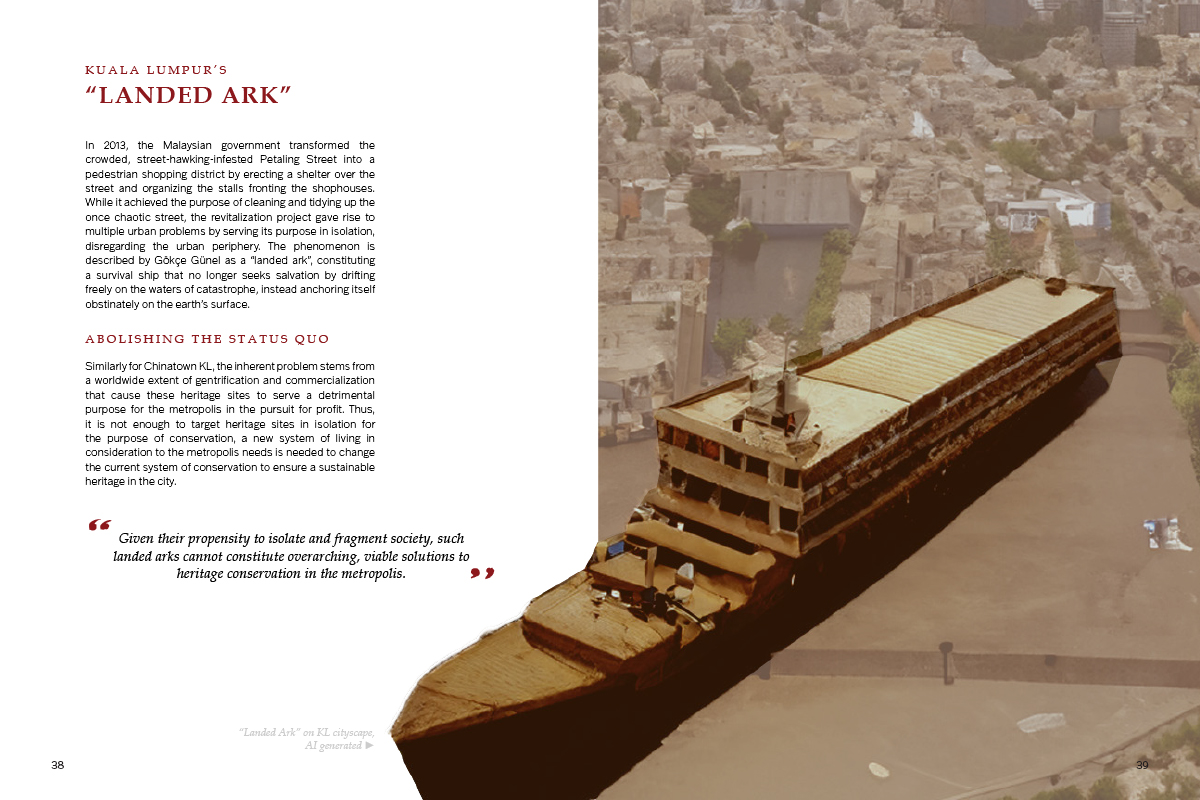 KUALA LUMPUR'S
“LANDED ARK”
In 2013, the Malaysian government transformed the
crowded, street-hawking-infested Petaling Street into a
pedestrian shopping district by erecting a shelter over the
street and organizing the stalls fronting the shophouses.
While it achieved the purpose of cleaning and tidying up the
once chaotic street, the revitalization project gave rise to
multiple urban problems by serving its purpose in isolation,
disregarding the urban periphery. The phenomenon is
described by Gökçe Günel as a “landed ark”, constituting
a survival ship that no longer seeks salvation by drifting
freely on the waters of catastrophe, instead anchoring itself
obstinately on the earth's surface.
ABOLISHING THE STATUS QUO
Similarly for Chinatown KL, the inherent problem stems from
a worldwide extent of gentrification and commercialization
that cause these heritage sites to serve a detrimental
purpose for the metropolis in the pursuit for profit. Thus,
it is not enough to target heritage sites in isolation for
the purpose of conservation, a new system of living in
consideration to the metropolis needs is needed to change
the current system of conservation to ensure a sustainable
heritage in the city.
“ Given their propensity to isolate and fragment society, such
landed arks cannot constitute overarching, viable solutions to
heritage conservation in the metropolis. ”
“Landed Ark” on KL cityscape,
AI generated ►
38
39